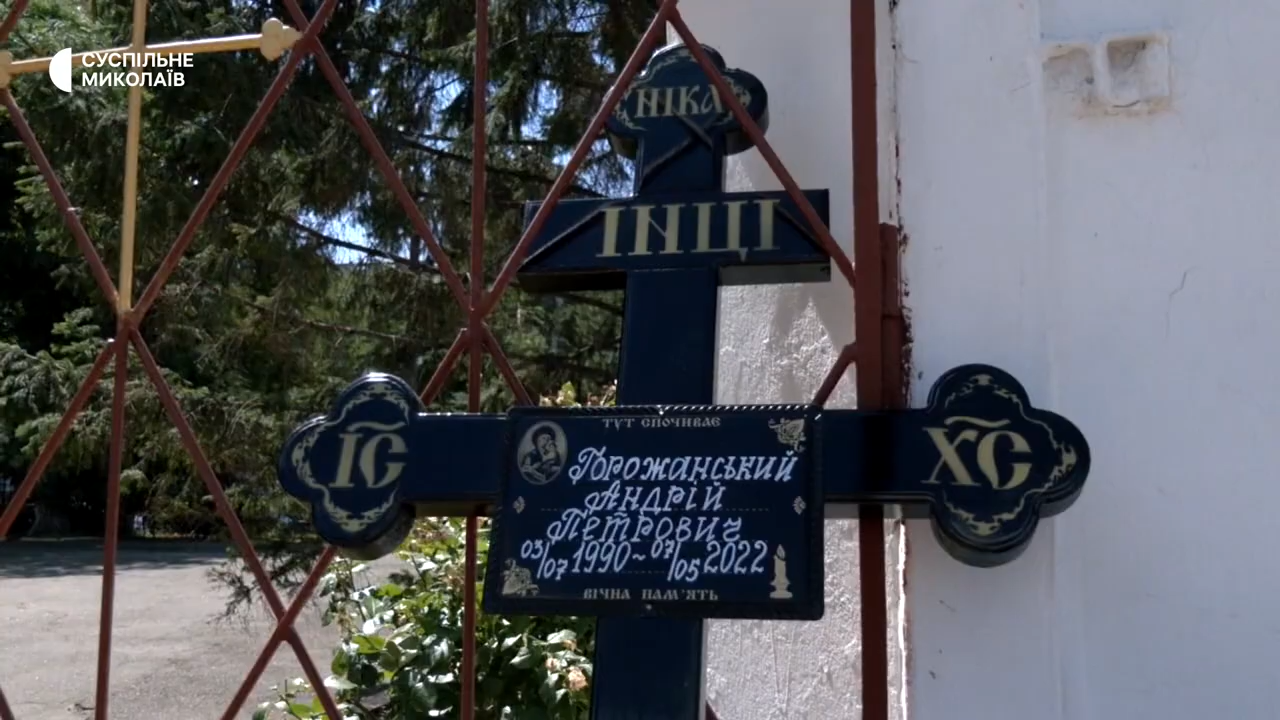 СУСПІЛЬНЕ
МИКОЛАЇВ
НІКА
ІНЦІ
ІС
ХС
ТУТ СПОЧИВАЄ
Горожанський
Андрій
Петрович
03/07 1990~07/05 2022
ВІЧНА ПАМ'ЯТЬ